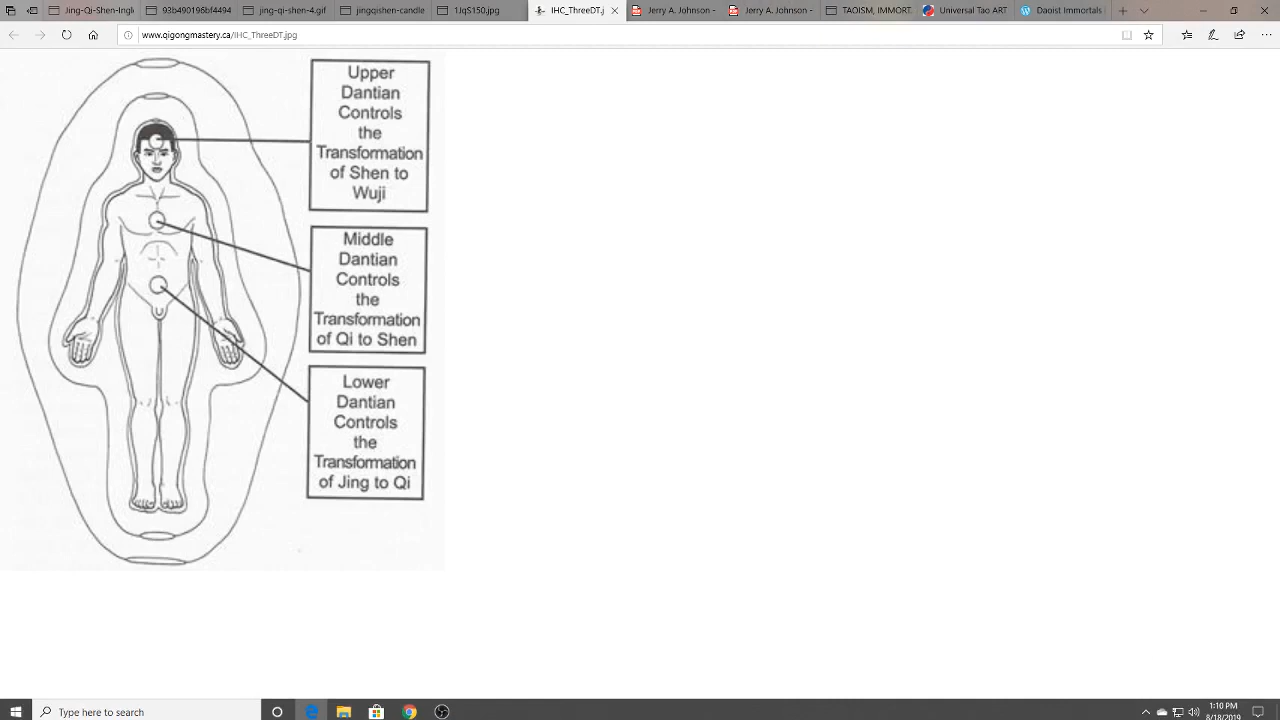 Jing-Qi-Shen-Ingl
93b490196bf4494
jing-qi-shen-4.gif
jingqishen-candle
1JqS150.jpg
IHC_ThreeDT.j
Jerry A. Johnson -
Jerry A. Johnson -
TAOISM, IMMORT.
Universal Tao ART
Daoist Immortals
www.qigongmastery.ca/IHC_ThreeDT.jpg
Upper
Dantian
Controls
the
Transformation
of Shen to
Wuji
Middle
Dantian
Controls
the
Transformation
of Qi to Shen
Lower
Dantian
Controls
the
Transformation
of Jing to Qi
Type here to search
1:10 PM
8/18/2019